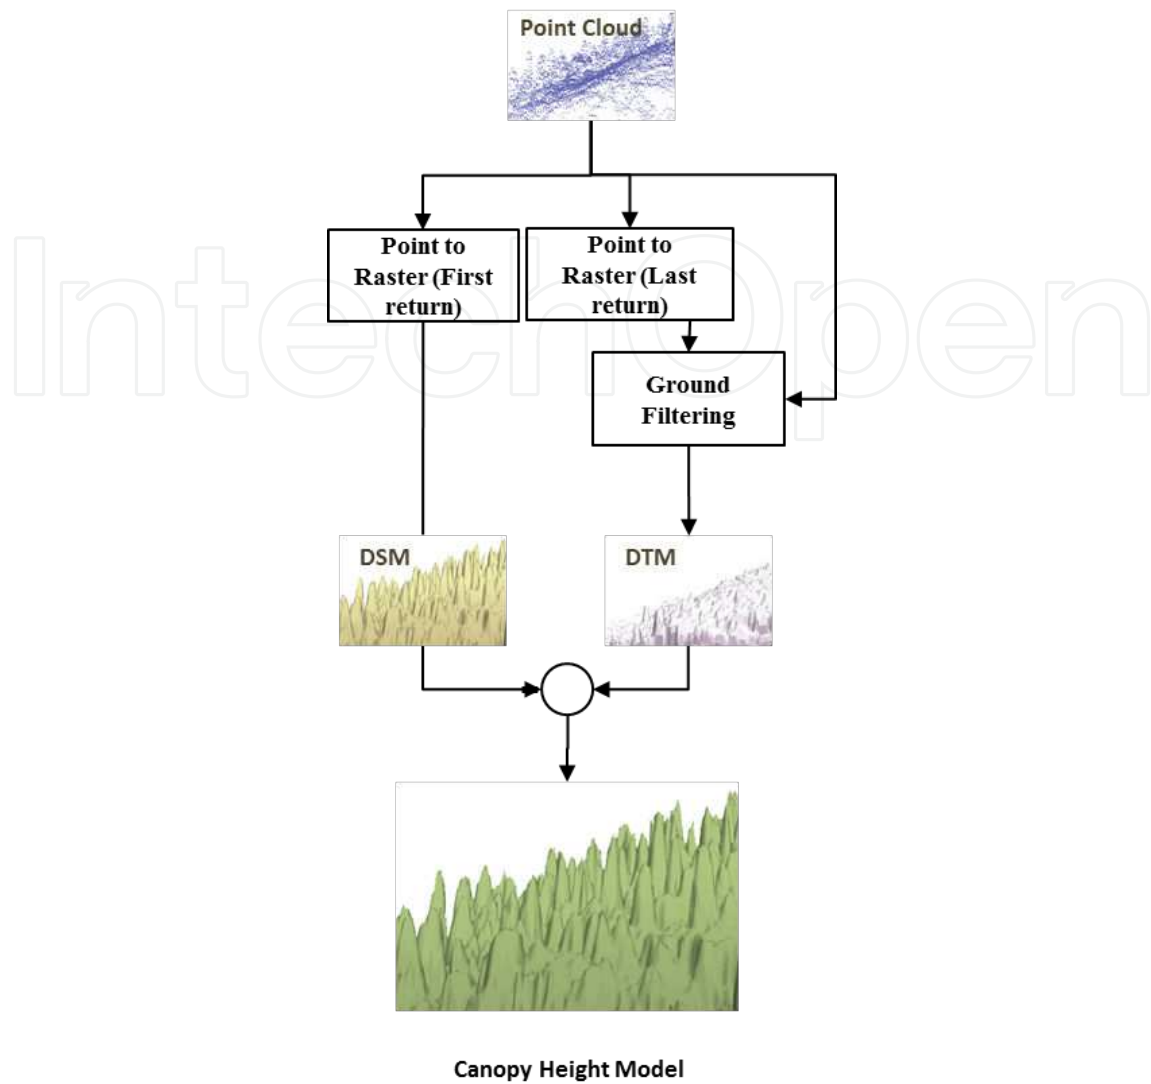 Point Cloud
Point to
Raster (First
return)
Point to
Raster (Last
return)
IntechOpen
Ground
Filtering
DSM
DTM
Canopy Height Model